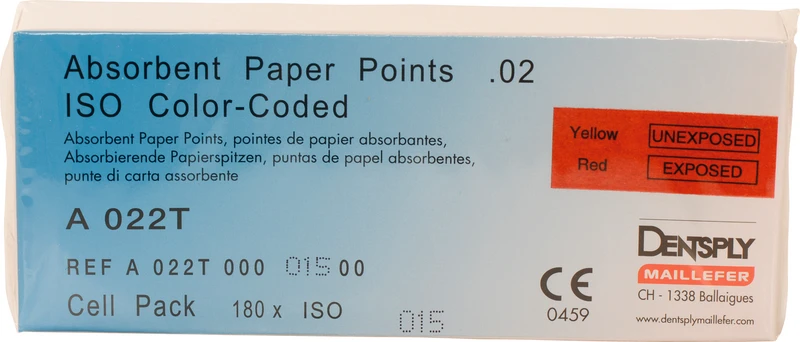 Absorbent Paper Points .02
ISO Color-Coded
Absorbent Paper Points, pointes de papier absorbantes,
Absorbierende Papierspitzen, puntas de papel absorbentes,
punte di carta assorbente
A 022T
REF A 022T 000 015 00
Cell Pack 180 x ISO 015
Yellow UNEXPOSED
Red EXPOSED
CE
0459
DENTSPLY
MAILLEFER
CH - 1338 Ballaigues
www.dentsplymaillefer.com